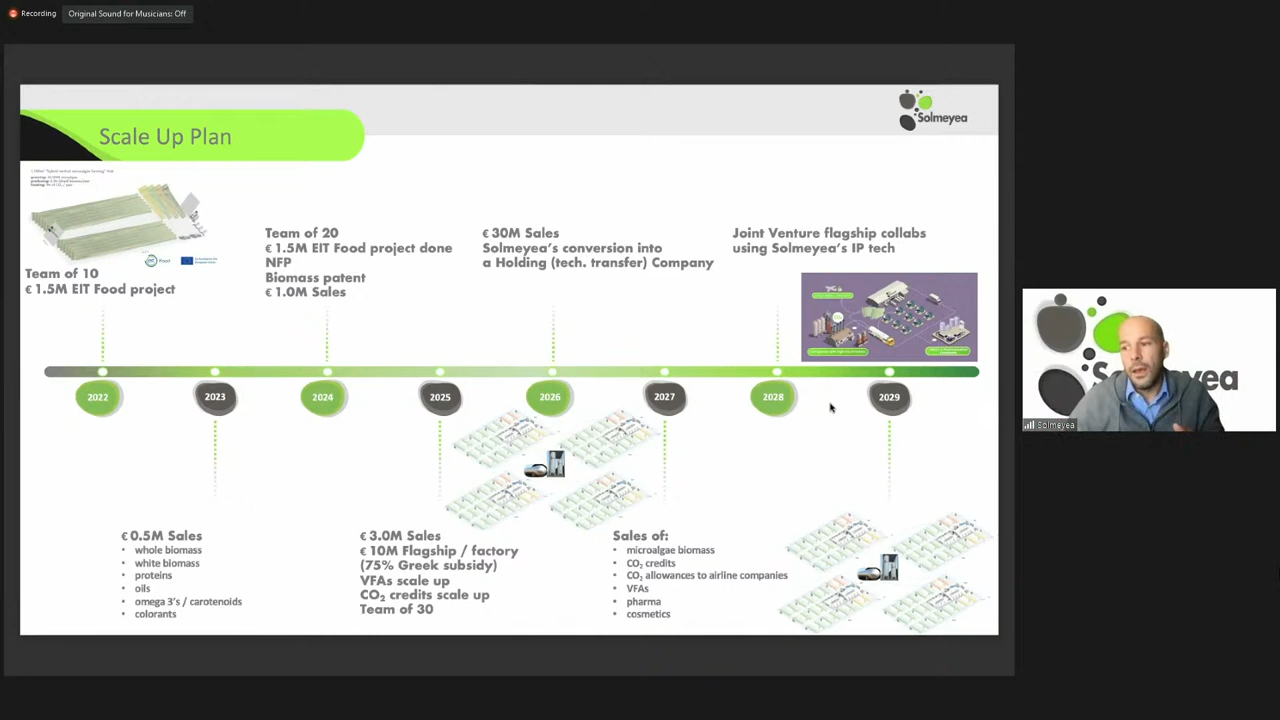 Recording
Original Sound for Musicians: Off
Scale Up Plan
Solmeyea
Team of 10
€ 1.5M EIT Food project
Team of 20
€ 1.5M EIT Food project done
NFP
Biomass patent
€ 1.0M Sales
€ 30M Sales
Solmeyea's conversion into
a Holding (tech. transfer) Company
Joint Venture flagship collabs
using Solmeyea's IP tech
2022
2023
2024
2025
2026
2027
2028
2029
€ 0.5M Sales
• whole biomass
• white biomass
• proteins
• oils
• omega 3's / carotenoids
• colorants
€ 3.0M Sales
€ 10M Flagship / factory
(75% Greek subsidy)
VFAs scale up
CO₂ credits scale up
Team of 30
Sales of:
• microalgae biomass
• CO₂ credits
• CO₂ allowances to airline companies
• VFAs
• pharma
• cosmetics
Solmeyea